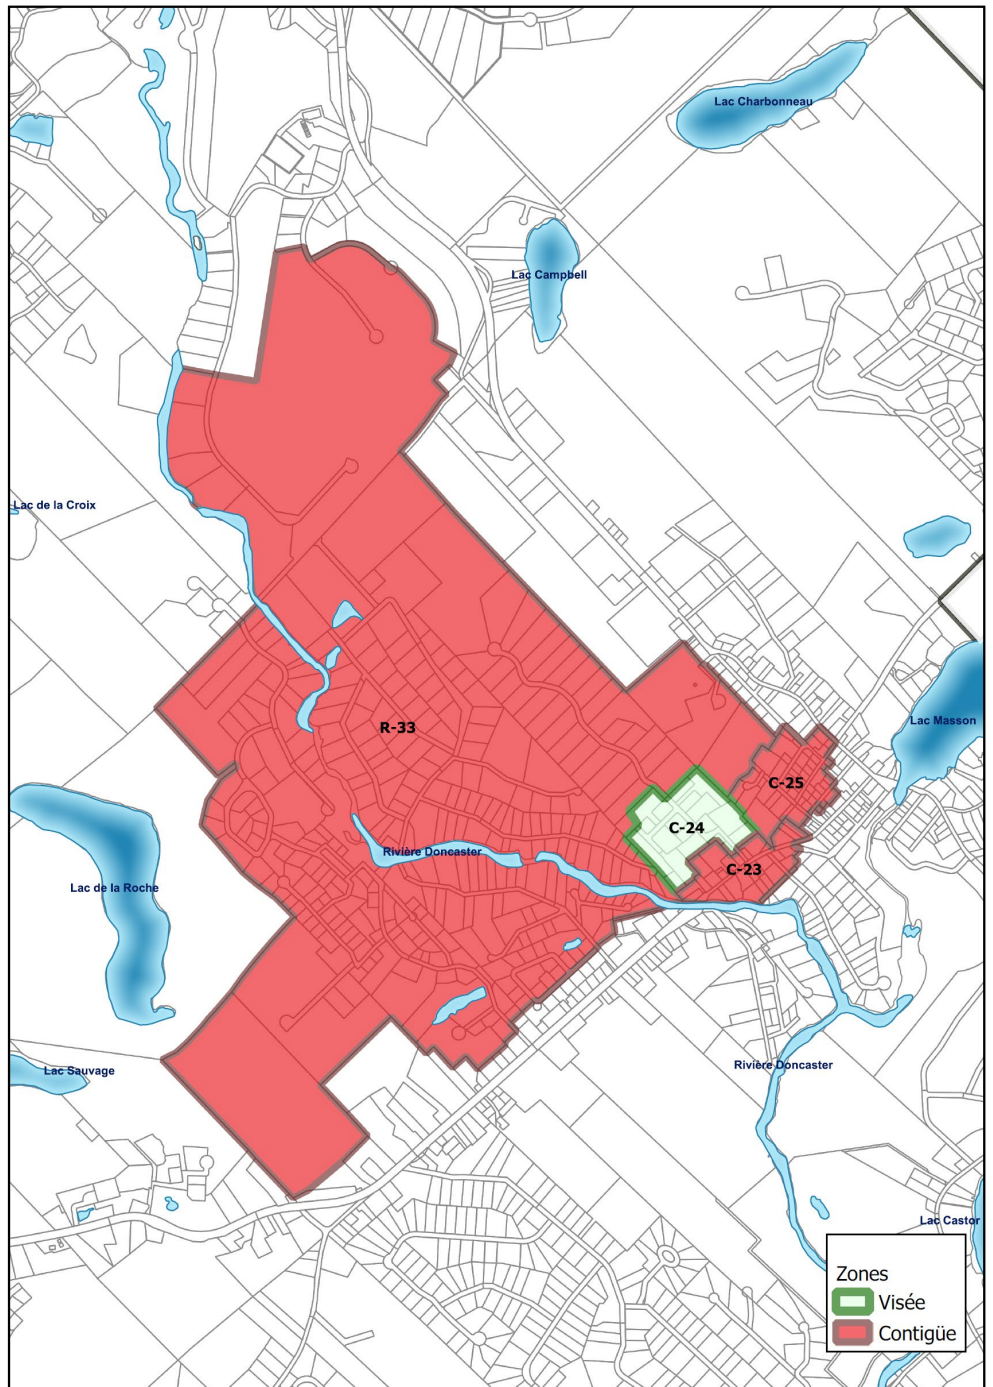 Lac Charbonneau
Lac Campbell
Lac de la Croix
Lac Masson
R-33
C-25
C-24
Rivière Doncaster
C-23
Lac de la Roche
Rivière Doncaster
Lac Sauvage
Lac Castor
Zones
Visée
Contigüe